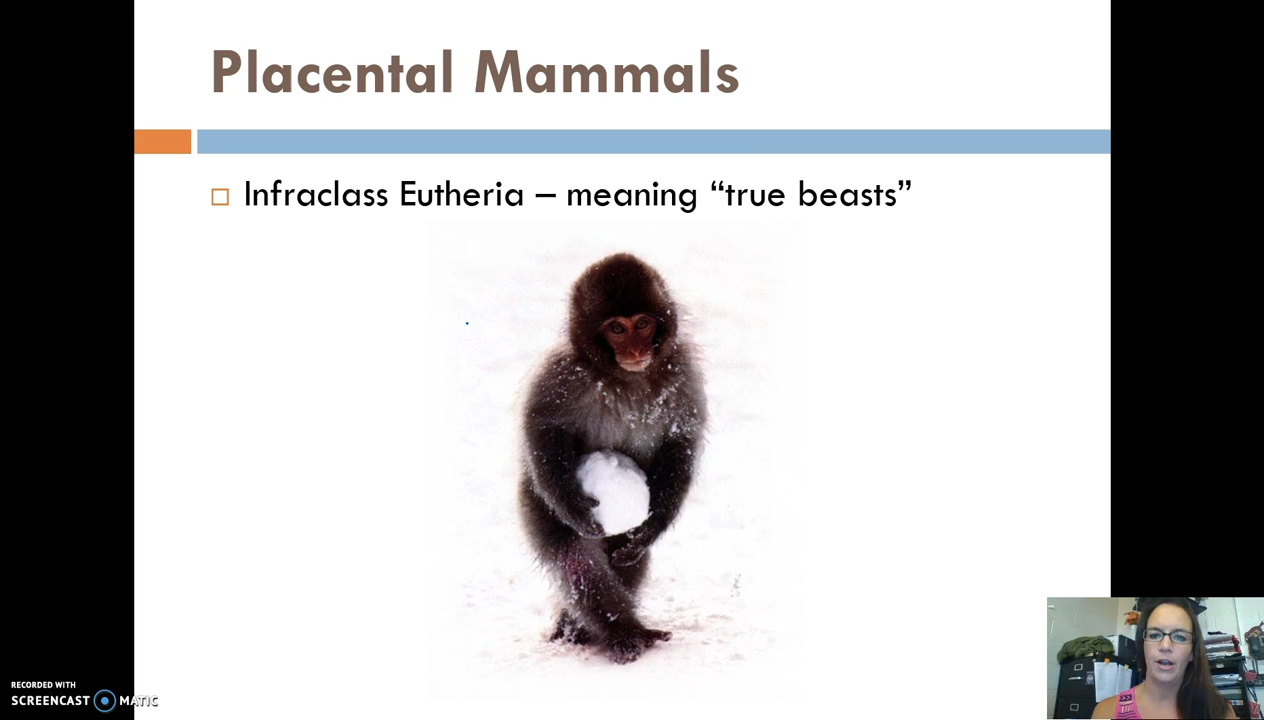 Placental Mammals
Infraclass Eutheria – meaning “true beasts”
RECORDED WITH
SCREENCAST MATIC